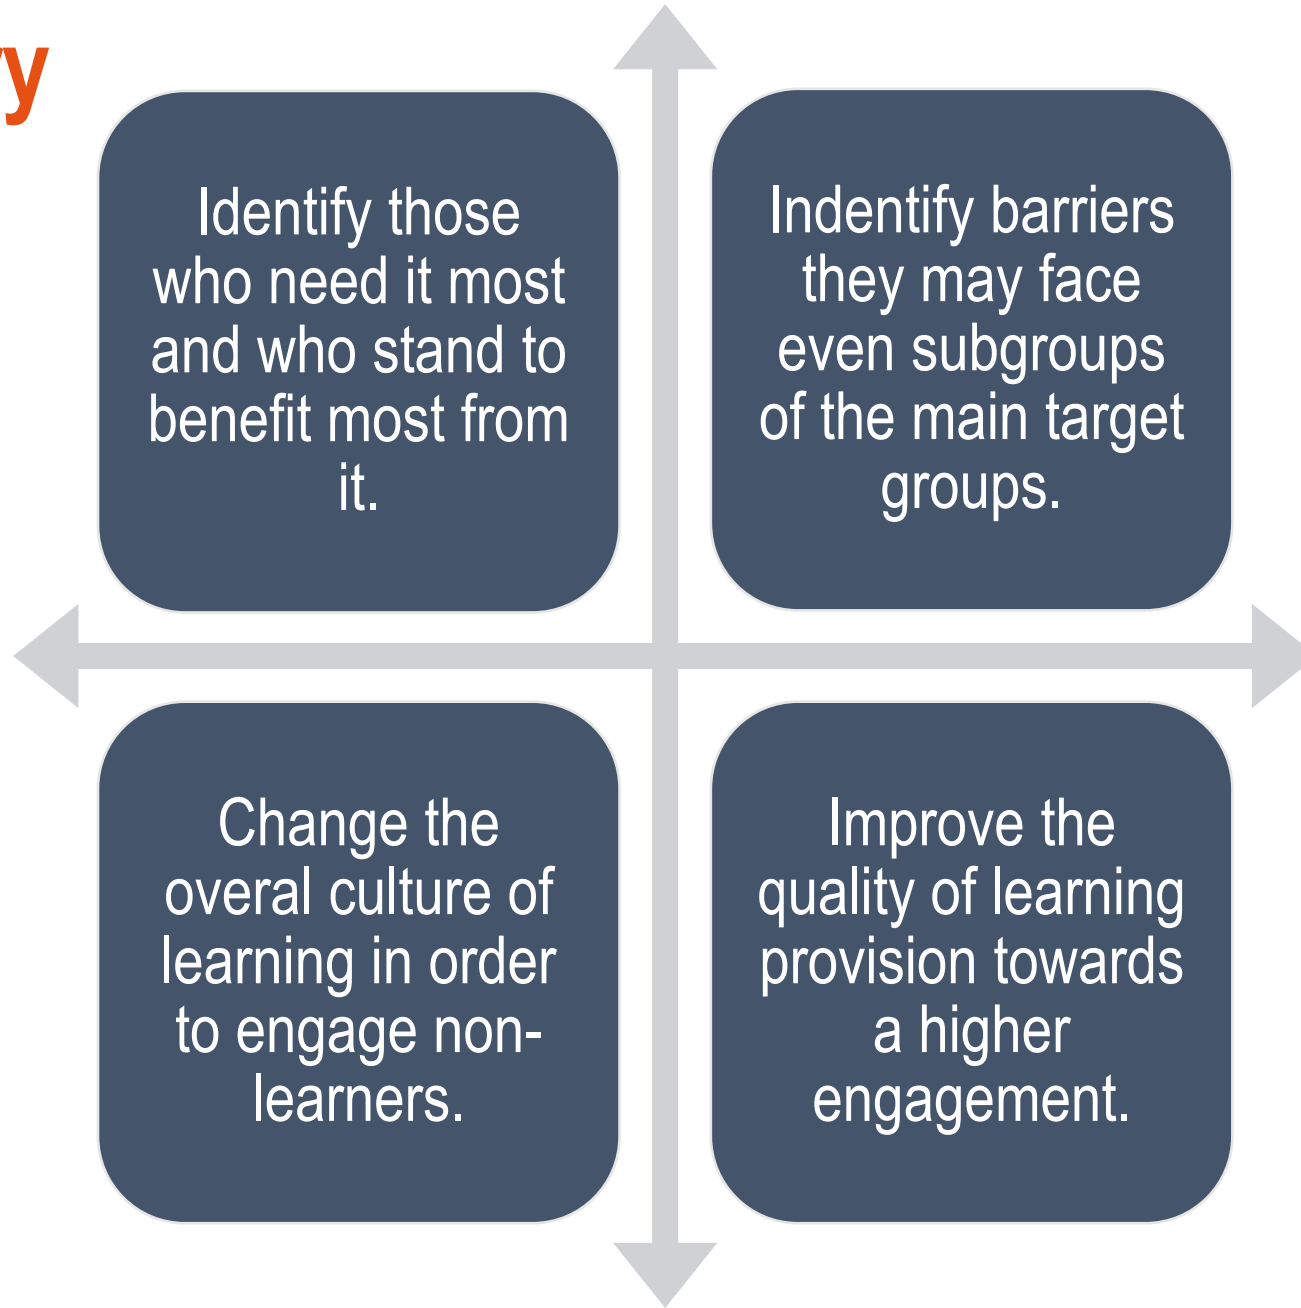 Identify those
who need it most
and who stand to
benefit most from
it.
Indentify barriers
they may face
even subgroups
of the main target
groups.
Change the
overal culture of
learning in order
to engage non-
learners.
Improve the
quality of learning
provision towards
a higher
engagement.